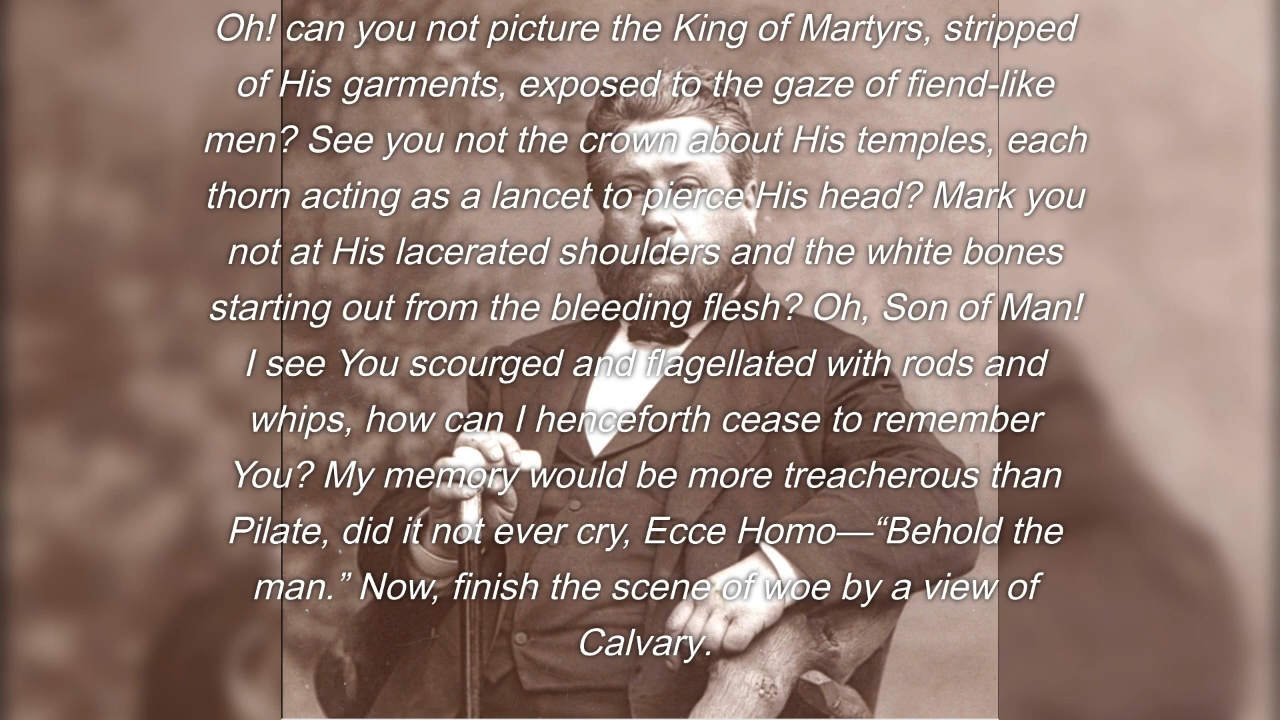 Oh! can you not picture the King of Martyrs, stripped
of His garments, exposed to the gaze of fiend-like
men? See you not the crown about His temples, each
thorn acting as a lancet to pierce His head? Mark you
not at His lacerated shoulders and the white bones
starting out from the bleeding flesh? Oh, Son of Man!
I see You scourged and flagellated with rods and
whips, how can I henceforth cease to remember
You? My memory would be more treacherous than
Pilate, did it not ever cry, Ecce Homo—“Behold the
man.” Now, finish the scene of woe by a view of
Calvary.